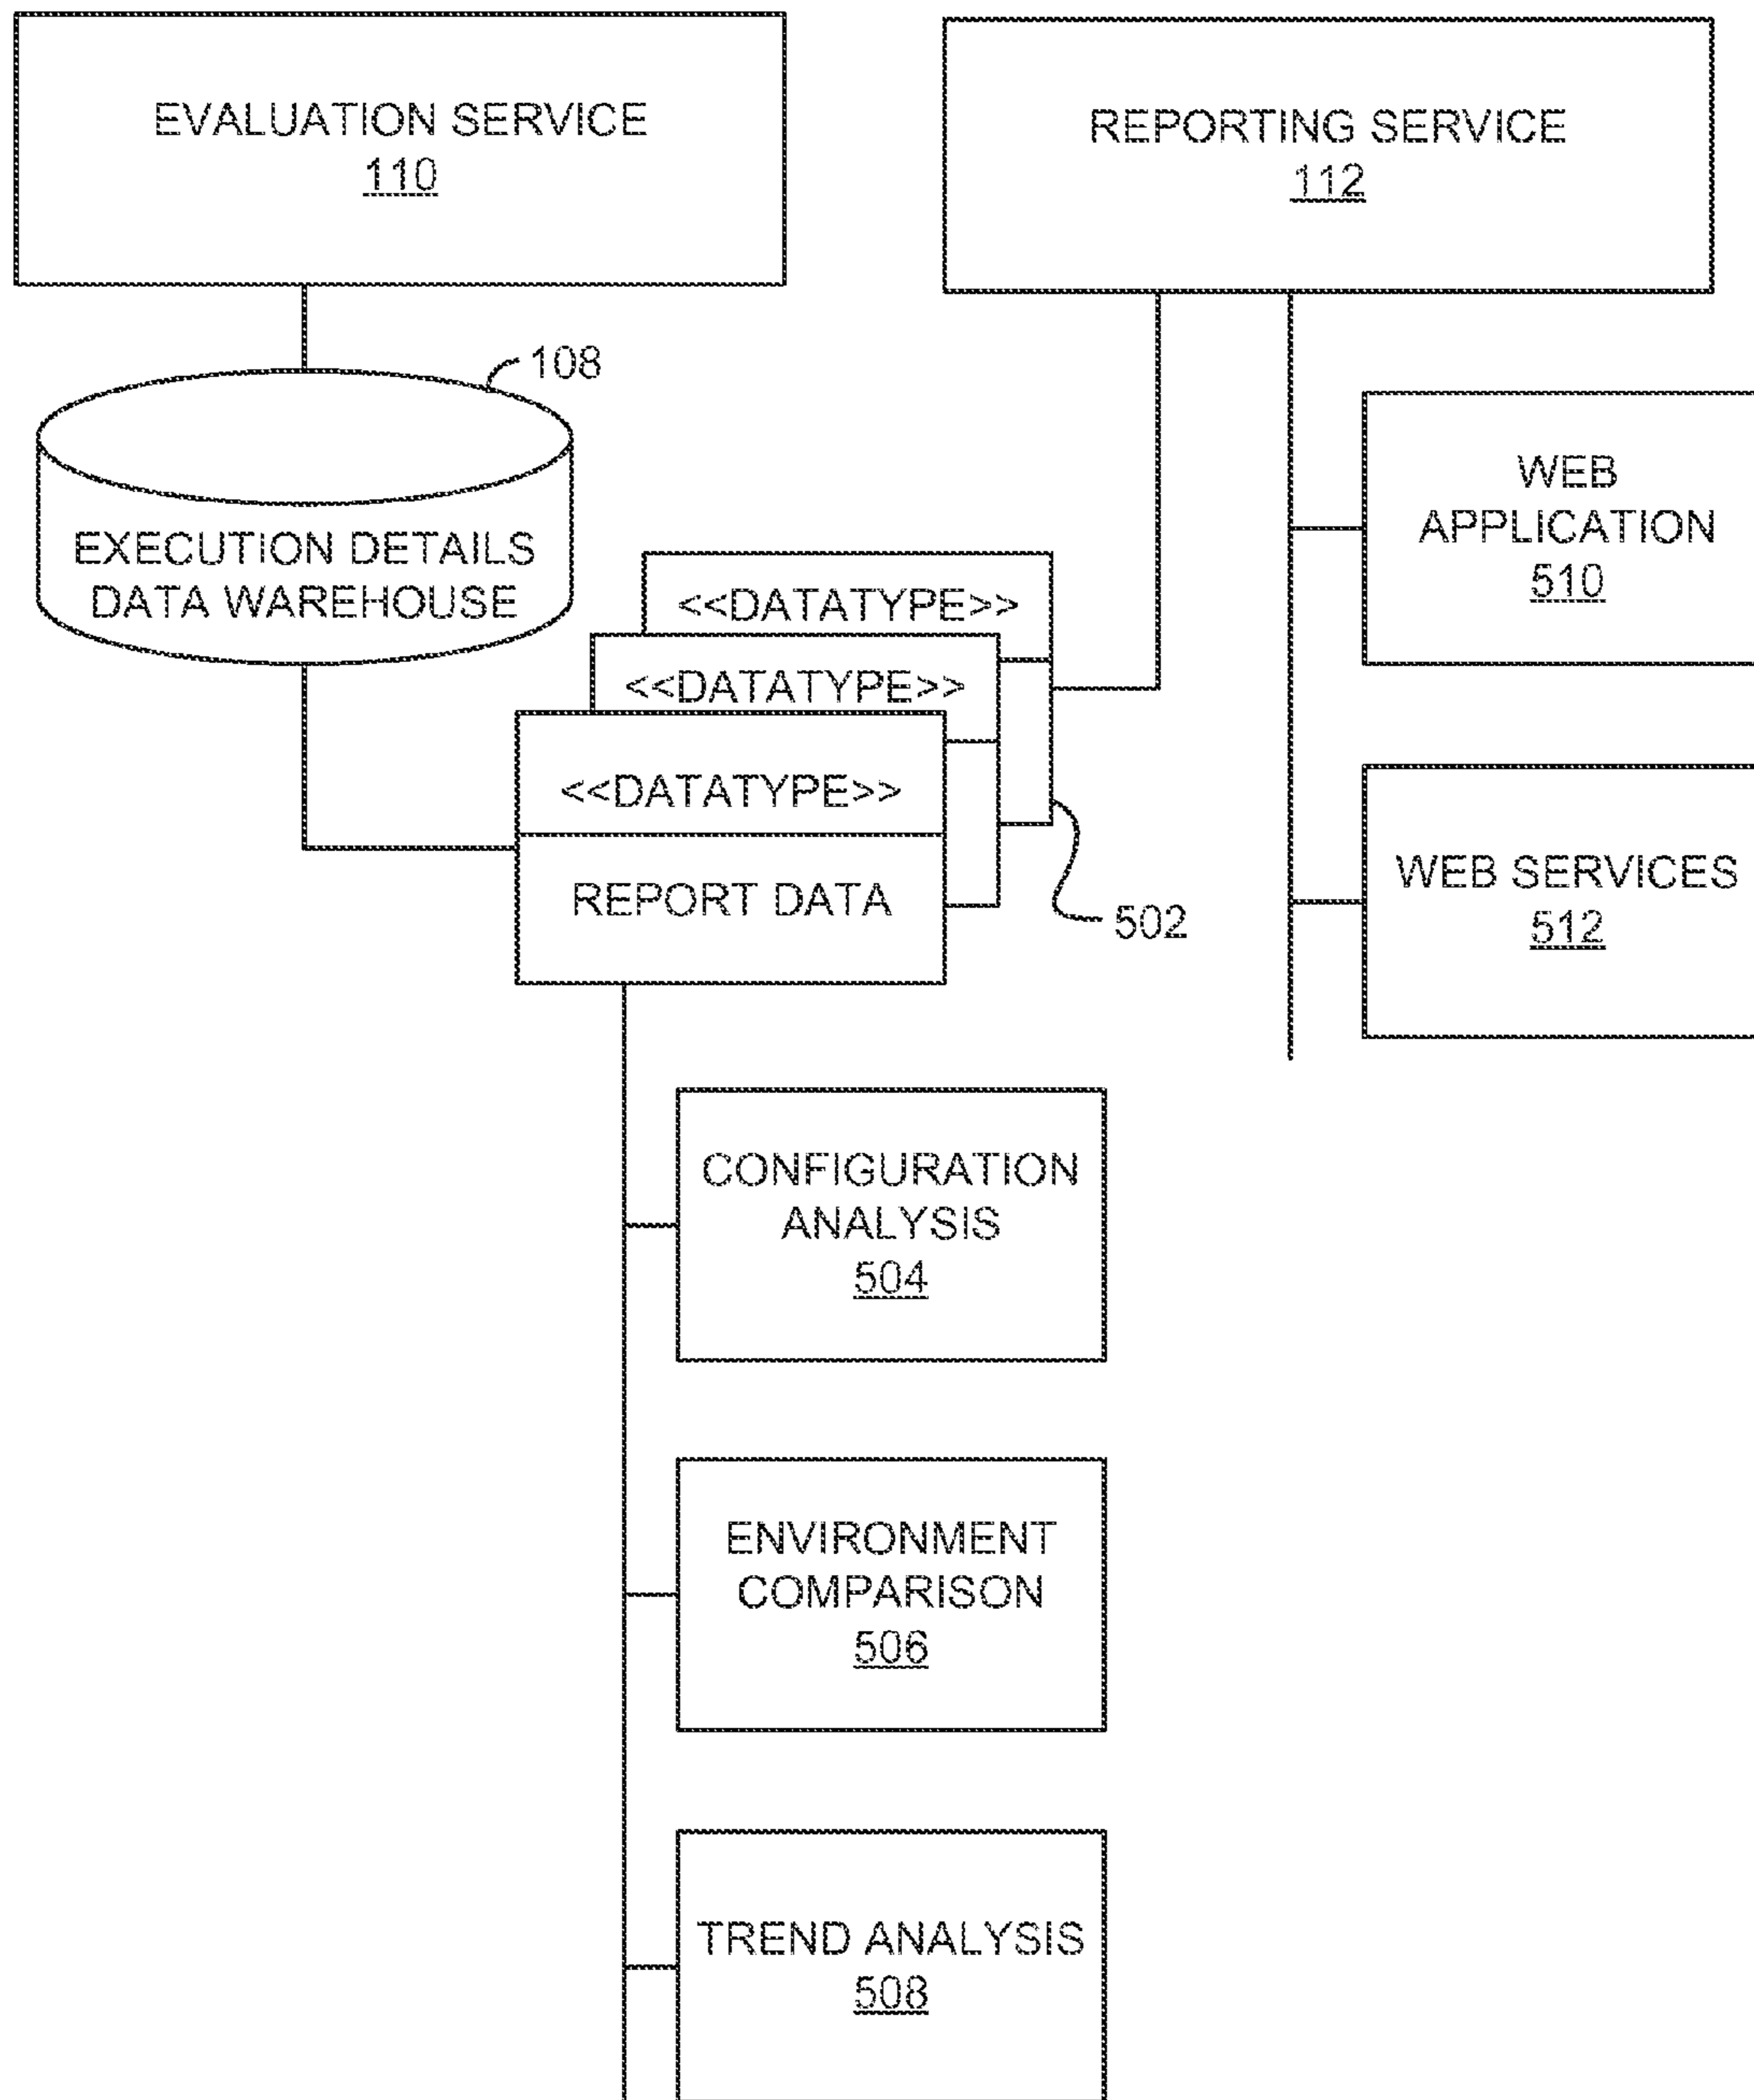 EVALUATION SERVICE
110
REPORTING SERVICE
112
108
EXECUTION DETAILS
DATA WAREHOUSE
WEB
APPLICATION
510
<<DATATYPE>>
<<DATATYPE>>
<<DATATYPE>>
REPORT DATA
502
WEB SERVICES
512
CONFIGURATION
ANALYSIS
504
ENVIRONMENT
COMPARISON
506
TREND ANALYSIS
508